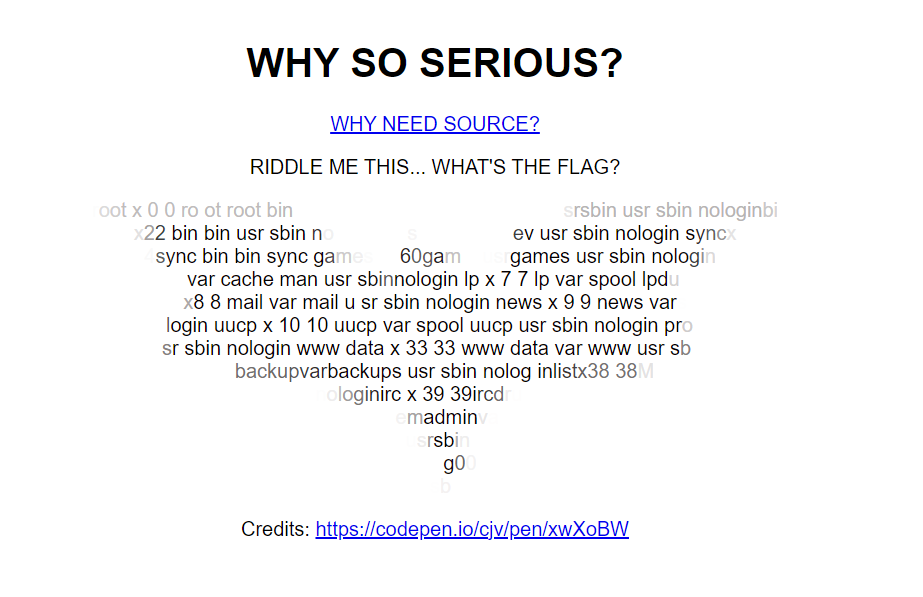 WHY SO SERIOUS?
WHY NEED SOURCE?
RIDDLE ME THIS... WHAT'S THE FLAG?
oot x 0 0 ro ot root bin srsbin usr sbin nologinbi
x22 bin bin usr sbin no s ev usr sbin nologin syncx
sync bin bin sync games 60gam usrgames usr sbin nologin
var cache man usr sbinnologin lp x 7 7 lp var spool lpdu
x8 8 mail var mail u sr sbin nologin news x 9 9 news var
login uucp x 10 10 uucp var spool uucp usr sbin nologin pro
sr sbin nologin www data x 33 33 www data var www usr sb
backupvarbackups usr sbin nolog inlistx38 38M
ologinirc x 39 39ircdr
emadminv
srsbin
g00
b
Credits: https://codepen.io/cjv/pen/xwXoBW